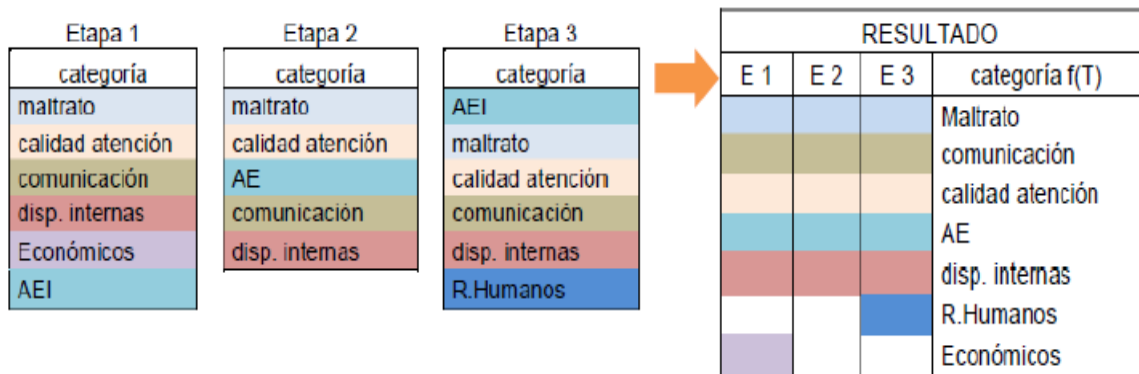 Etapa 1
categoría
maltrato
calidad atención
comunicación
disp. internas
Económicos
AEI
Etapa 2
categoría
maltrato
calidad atención
AE
comunicación
disp. internas
Etapa 3
categoría
AEI
maltrato
calidad atención
comunicación
disp. internas
R.Humanos
RESULTADO
E 1 E 2 E 3 categoría f(T)
Maltrato
comunicación
calidad atención
AE
disp. internas
R.Humanos
Económicos